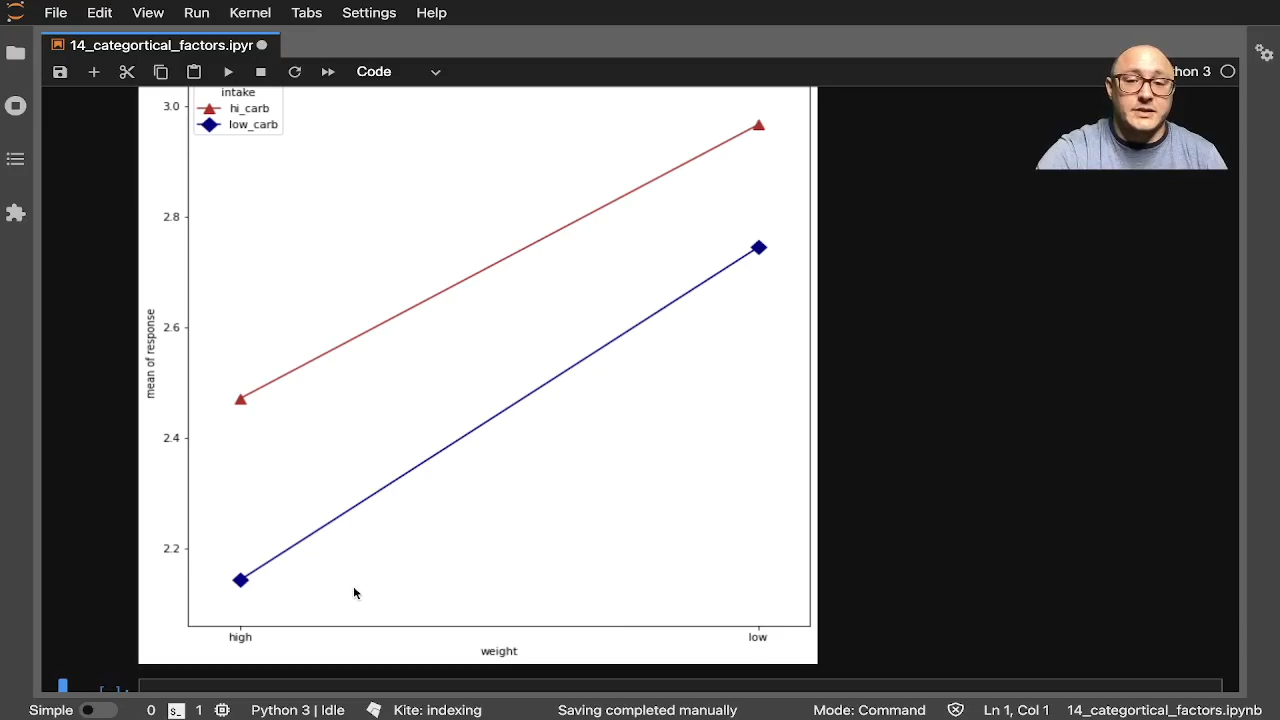 File Edit View Run Kernel Tabs Settings Help
14_categortical_factors.ipyr
Code
hon 3
intake
hi_carb
low_carb
3.0
2.8
2.6
2.4
2.2
mean of response
high low
weight
[ ]:
Simple 0 s_ 1 Python 3 | Idle Kite: indexing Saving completed manually Mode: Command Ln 1, Col 1 14_categortical_factors.ipynb